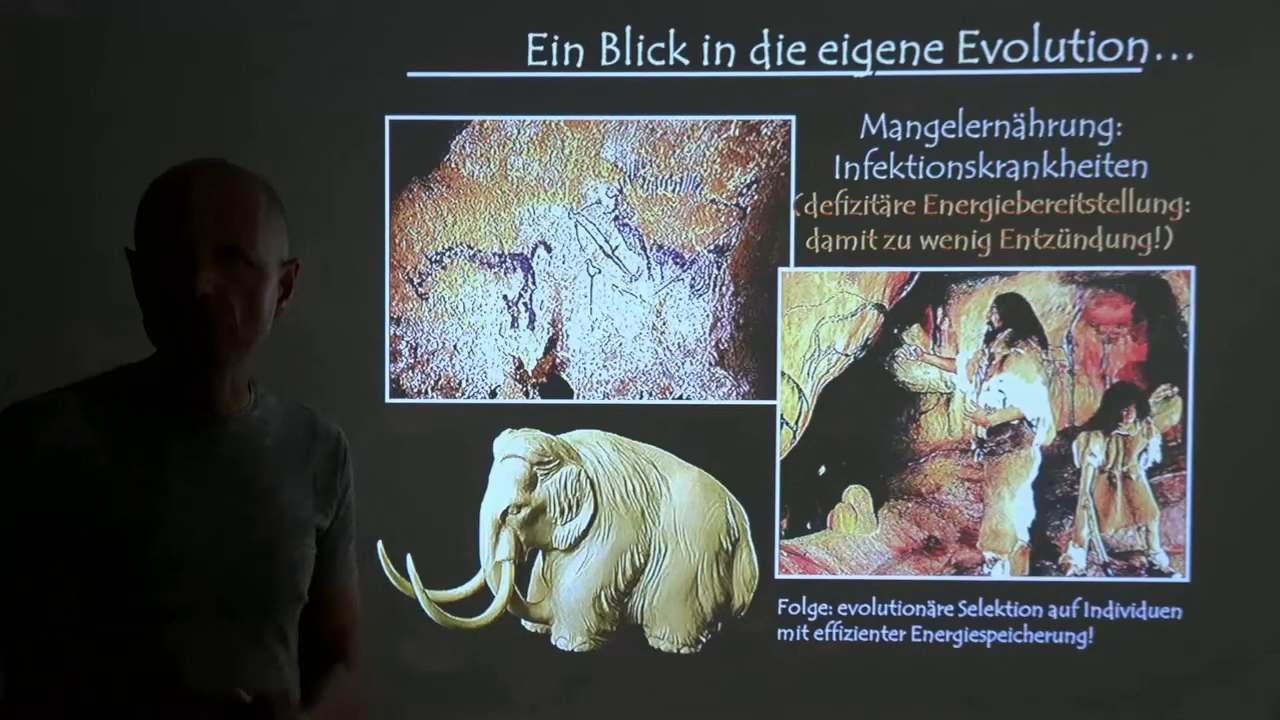 Ein Blick in die eigene Evolution...
Mangelernährung:
Infektionskrankheiten
(defizitäre Energiebereitstellung:
damit zu wenig Entzündung!)
Folge: evolutionäre Selektion auf Individuen
mit effizienter Energiespeicherung!